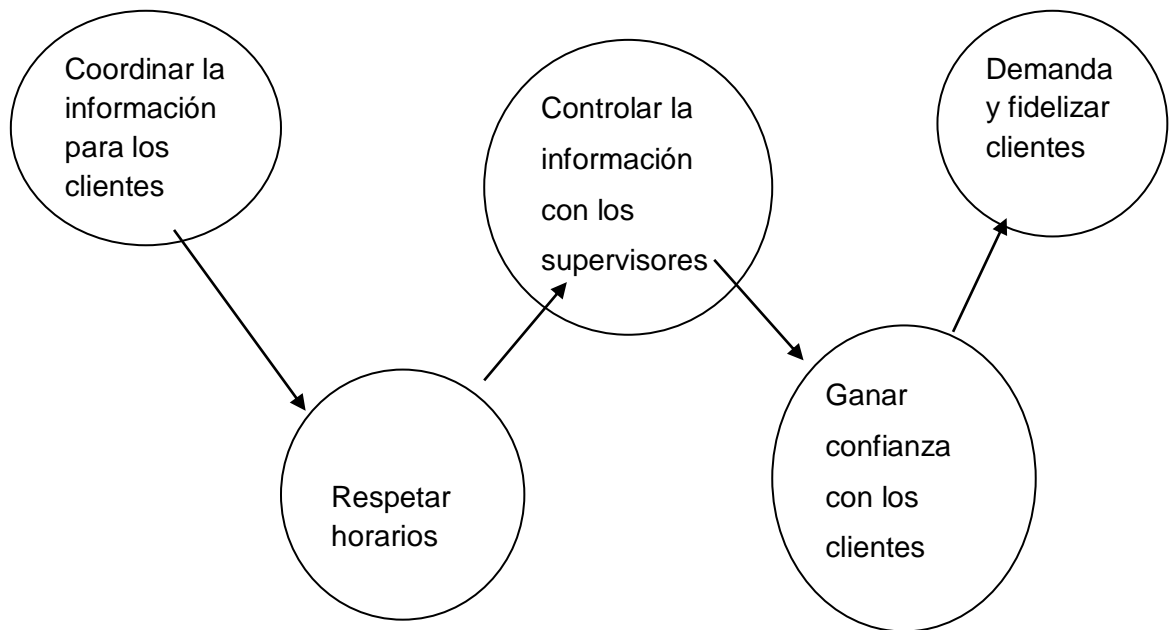 Coordinar la
información
para los
clientes
Respetar
horarios
Controlar la
información
con los
supervisores
Ganar
confianza
con los
clientes
Demanda
y fidelizar
clientes